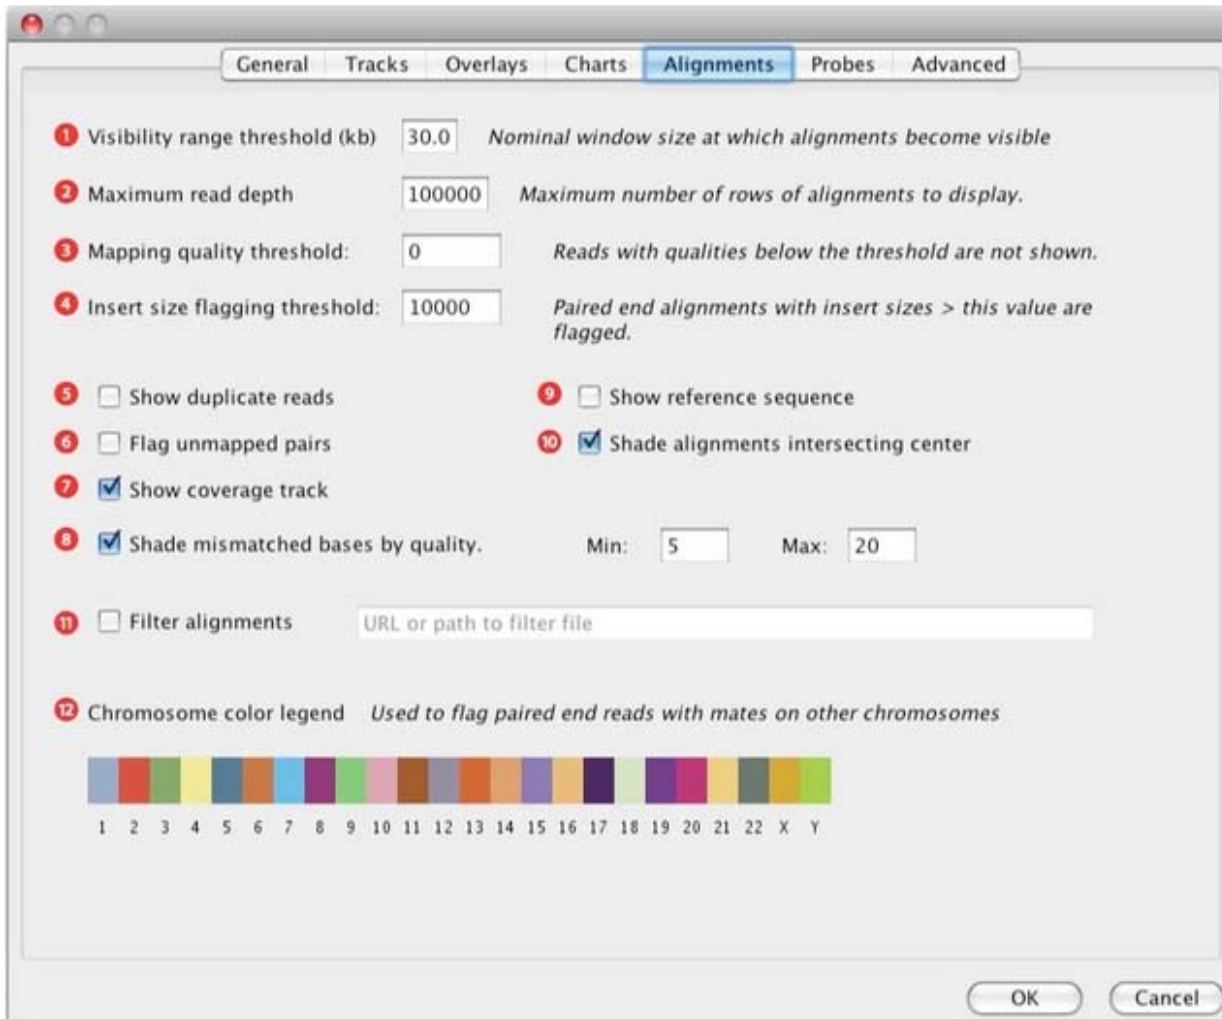 General Tracks Overlays Charts Alignments Probes Advanced
1 Visibility range threshold (kb) 30.0 Nominal window size at which alignments become visible
2 Maximum read depth 100000 Maximum number of rows of alignments to display.
3 Mapping quality threshold: 0 Reads with qualities below the threshold are not shown.
4 Insert size flagging threshold: 10000 Paired end alignments with insert sizes > this value are
flagged.
5 Show duplicate reads 9 Show reference sequence
6 Flag unmapped pairs 10 Shade alignments intersecting center
7 Show coverage track
8 Shade mismatched bases by quality. Min: 5 Max: 20
11 Filter alignments URL or path to filter file
12 Chromosome color legend Used to flag paired end reads with mates on other chromosomes
1 2 3 4 5 6 7 8 9 10 11 12 13 14 15 16 17 18 19 20 21 22 X Y
OK Cancel